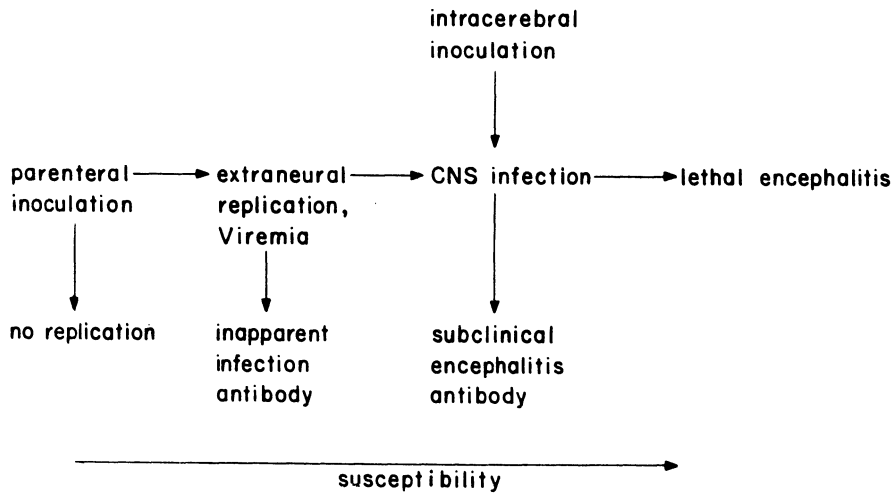 intracerebral
inoculation
parenteral
inoculation
extraneural
replication,
Viremia
CNS infection
lethal encephalitis
no replication
inapparent
infection
antibody
subclinical
encephalitis
antibody
susceptibility